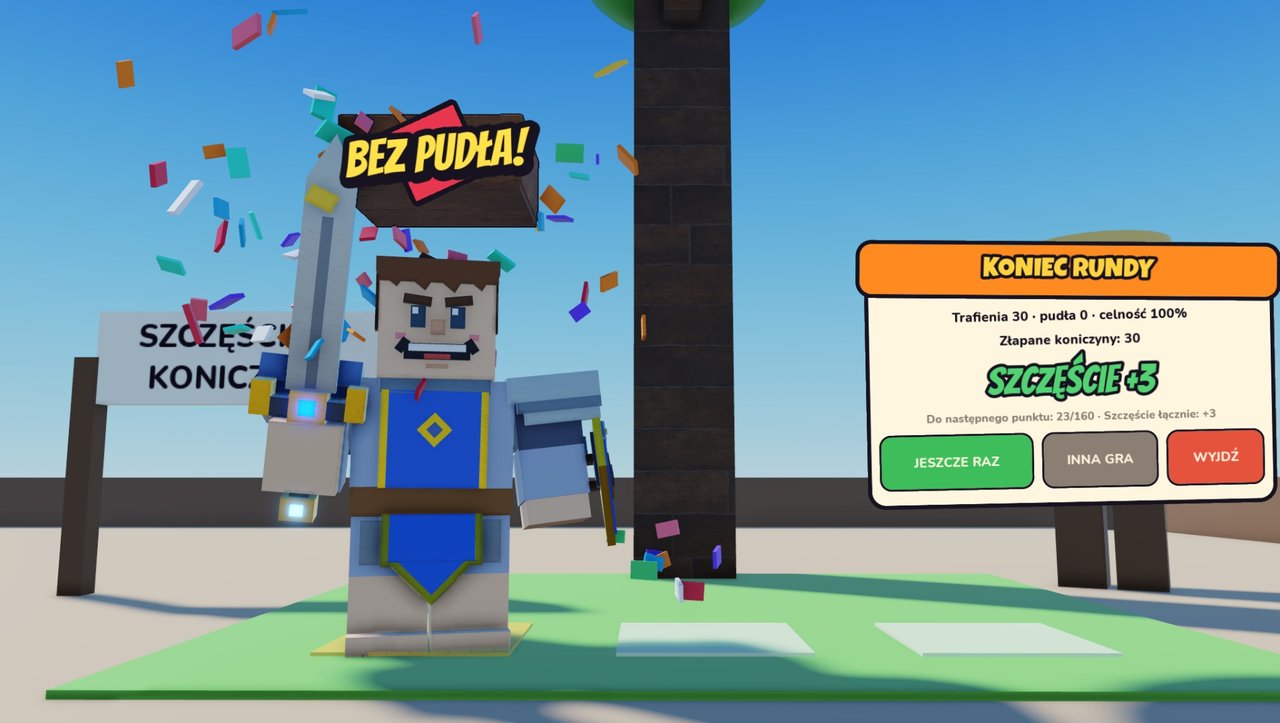 BEZ PUDŁA!
KONIEC RUNDY
Trafienia 30 · pudła 0 · celność 100%
Złapane koniczyny: 30
SZCZĘŚCIE +3
Do następnego punktu: 23/160 · Szczęście łącznie: +3
JESZCZE RAZ
INNA GRA
WYJDŹ